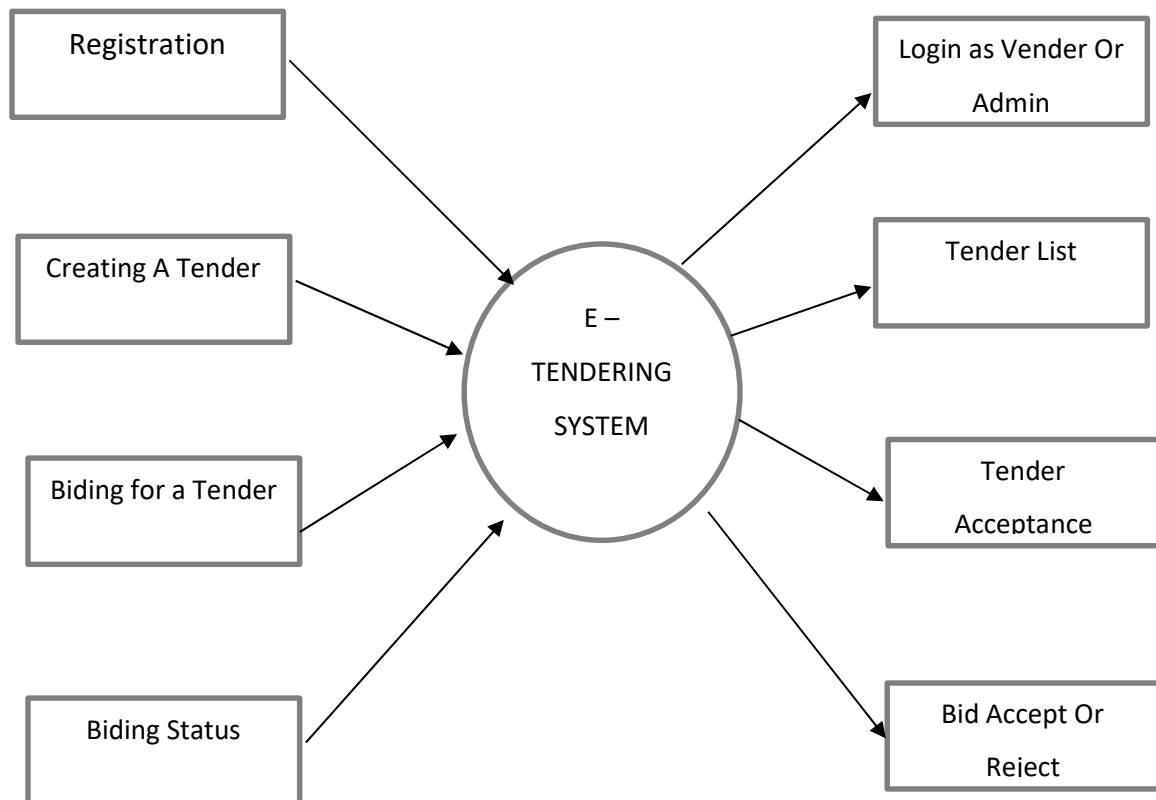 Registration
Login as Vender Or
Admin
Creating A Tender
Tender List
E –
TENDERING
SYSTEM
Biding for a Tender
Tender
Acceptance
Biding Status
Bid Accept Or
Reject